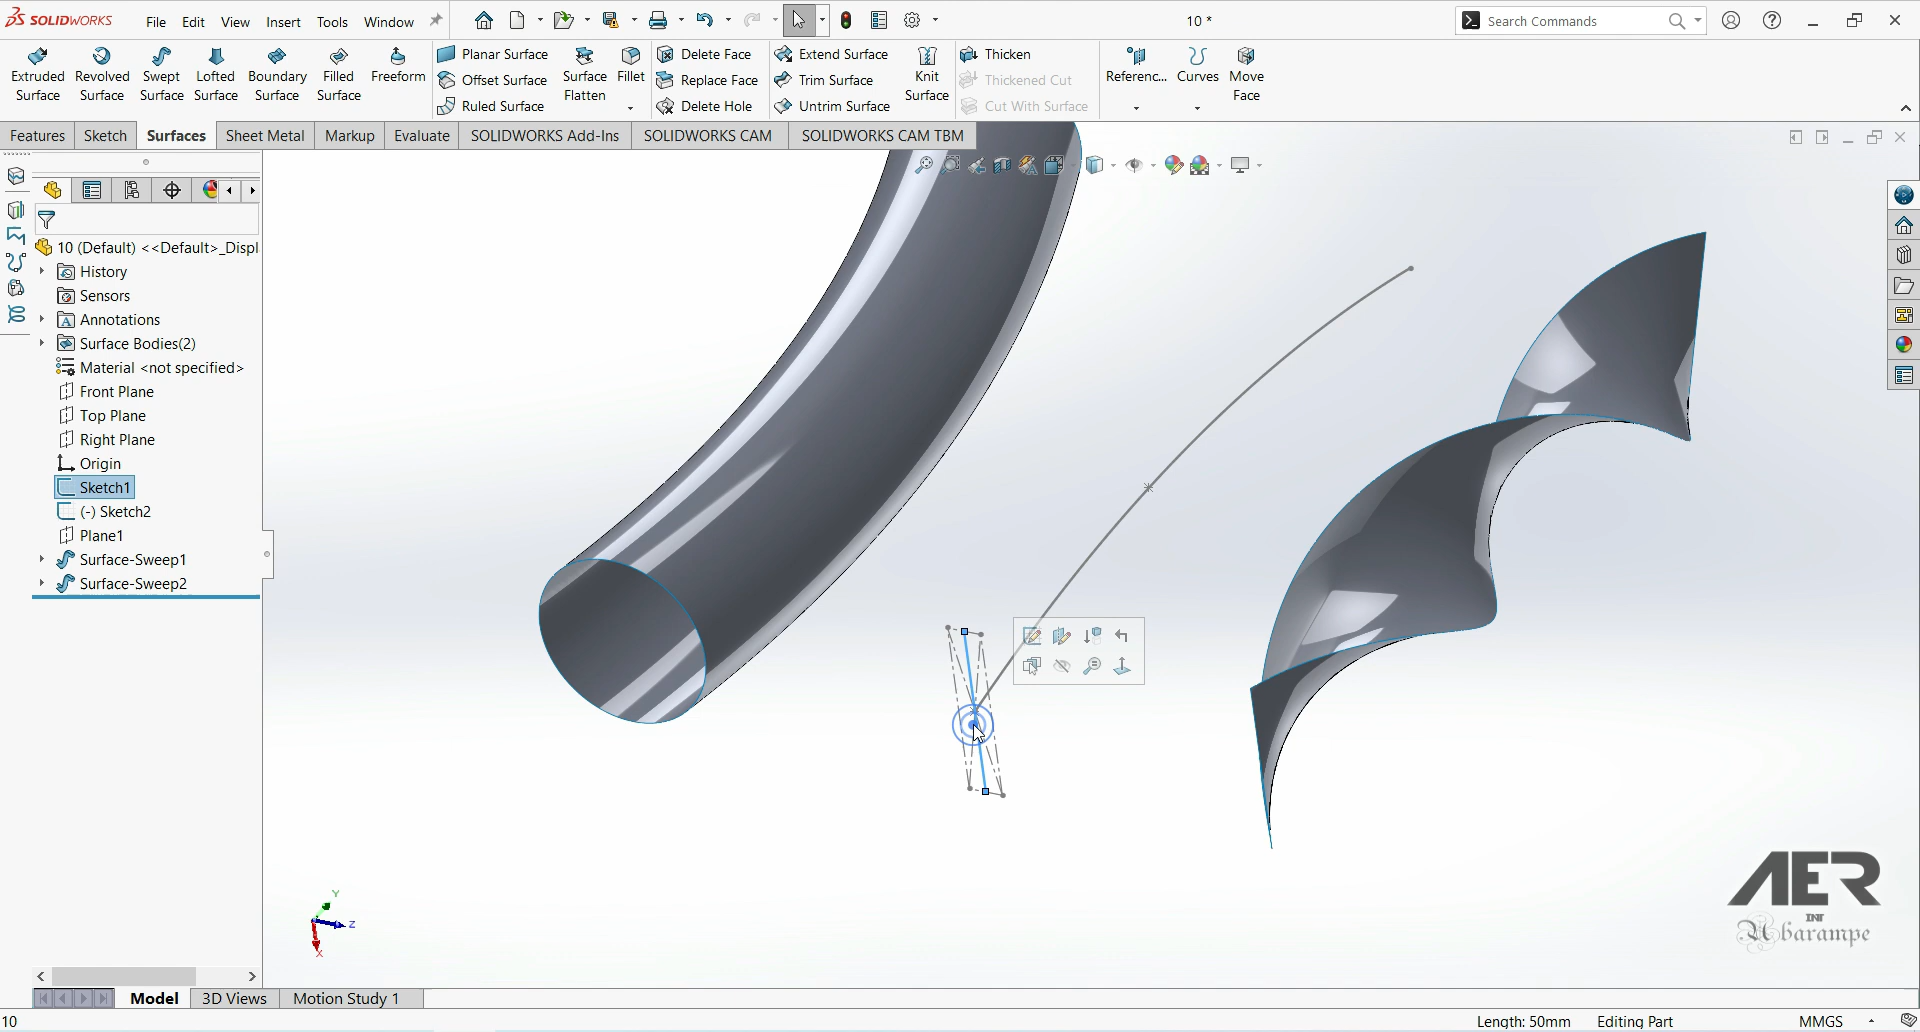 SOLIDWORKS File Edit View Insert Tools Window 10 * Search Commands
Extruded Surface
Revolved Surface
Swept Surface
Lofted Surface
Boundary Surface
Filled Surface
Freeform
Planar Surface
Offset Surface
Ruled Surface
Surface Flatten
Fillet
Delete Face
Replace Face
Delete Hole
Extend Surface
Trim Surface
Untrim Surface
Knit Surface
Thicken
Thickened Cut
Cut With Surface
Referenc...
Curves
Move Face
Features Sketch Surfaces Sheet Metal Markup Evaluate SOLIDWORKS Add-Ins SOLIDWORKS CAM SOLIDWORKS CAM TBM
10 (Default) <<Default>_Displ
History
Sensors
Annotations
Surface Bodies(2)
Material <not specified>
Front Plane
Top Plane
Right Plane
Origin
Sketch1
(-) Sketch2
Plane1
Surface-Sweep1
Surface-Sweep2
Y
Z
X
AER
INT
Abarampe
Model 3D Views Motion Study 1
10 Length: 50mm Editing Part MMGS